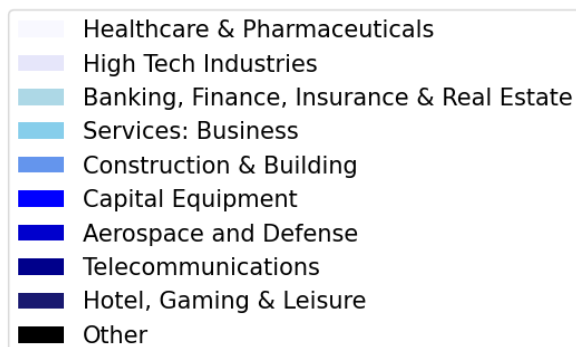 Healthcare & Pharmaceuticals
High Tech Industries
Banking, Finance, Insurance & Real Estate
Services: Business
Construction & Building
Capital Equipment
Aerospace and Defense
Telecommunications
Hotel, Gaming & Leisure
Other